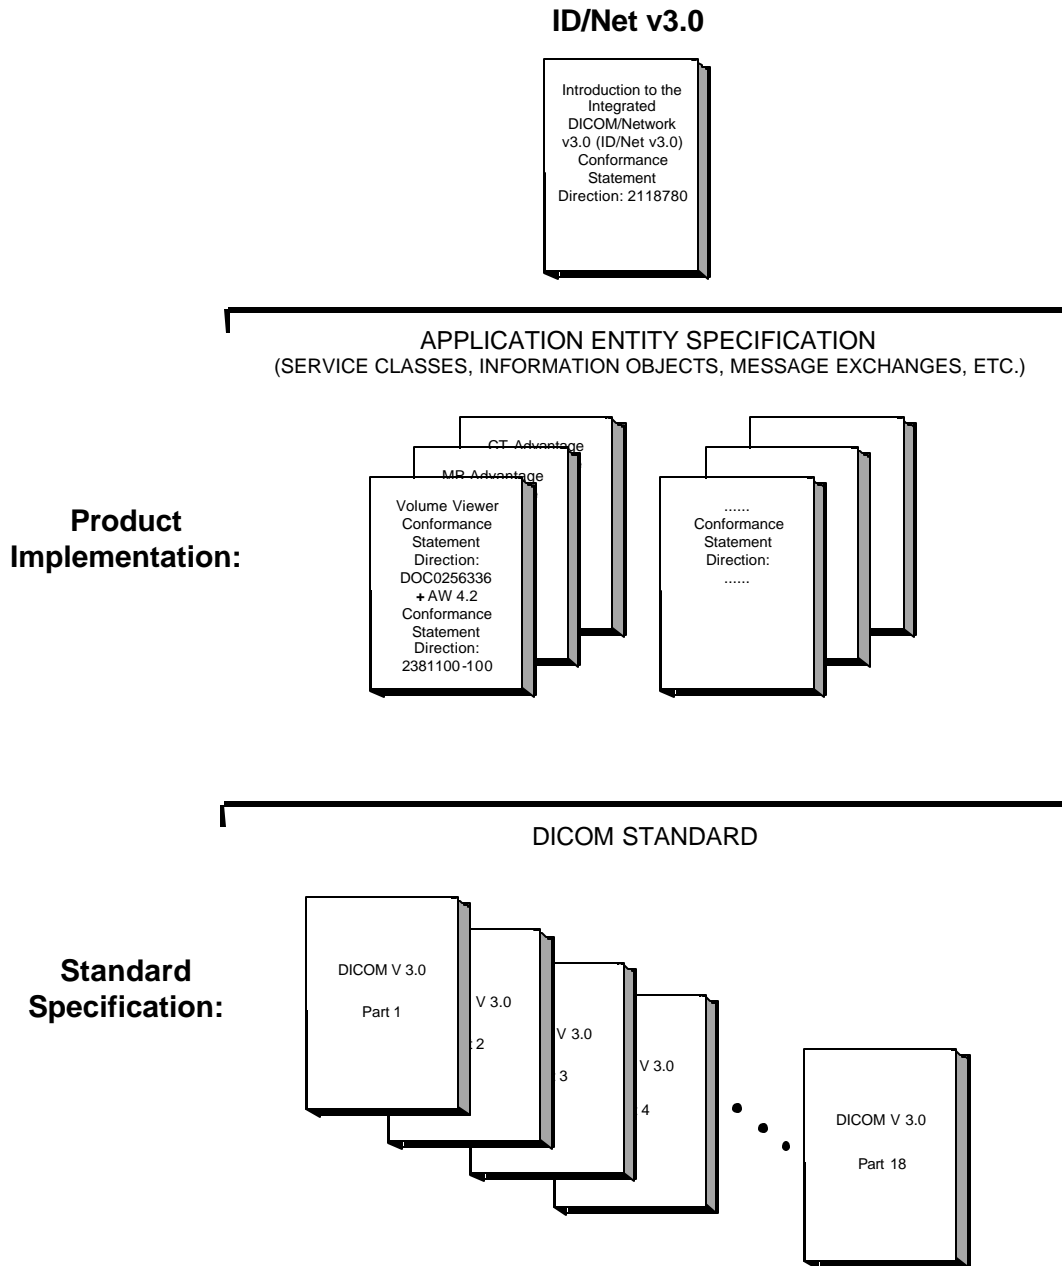 ID/Net v3.0
Introduction to the
Integrated
DICOM/Network
v3.0 (ID/Net v3.0)
Conformance
Statement
Direction: 2118780
APPLICATION ENTITY SPECIFICATION
(SERVICE CLASSES, INFORMATION OBJECTS, MESSAGE EXCHANGES, ETC.)
Product
Implementation:
CT Advantage
MR Advantage
Volume Viewer
Conformance
Statement
Direction:
DOC0256336
+ AW 4.2
Conformance
Statement
Direction:
2381100-100
......
Conformance
Statement
Direction:
......
DICOM STANDARD
Standard
Specification:
DICOM V 3.0
Part 1
V 3.0
2
V 3.0
3
V 3.0
4
DICOM V 3.0
Part 18